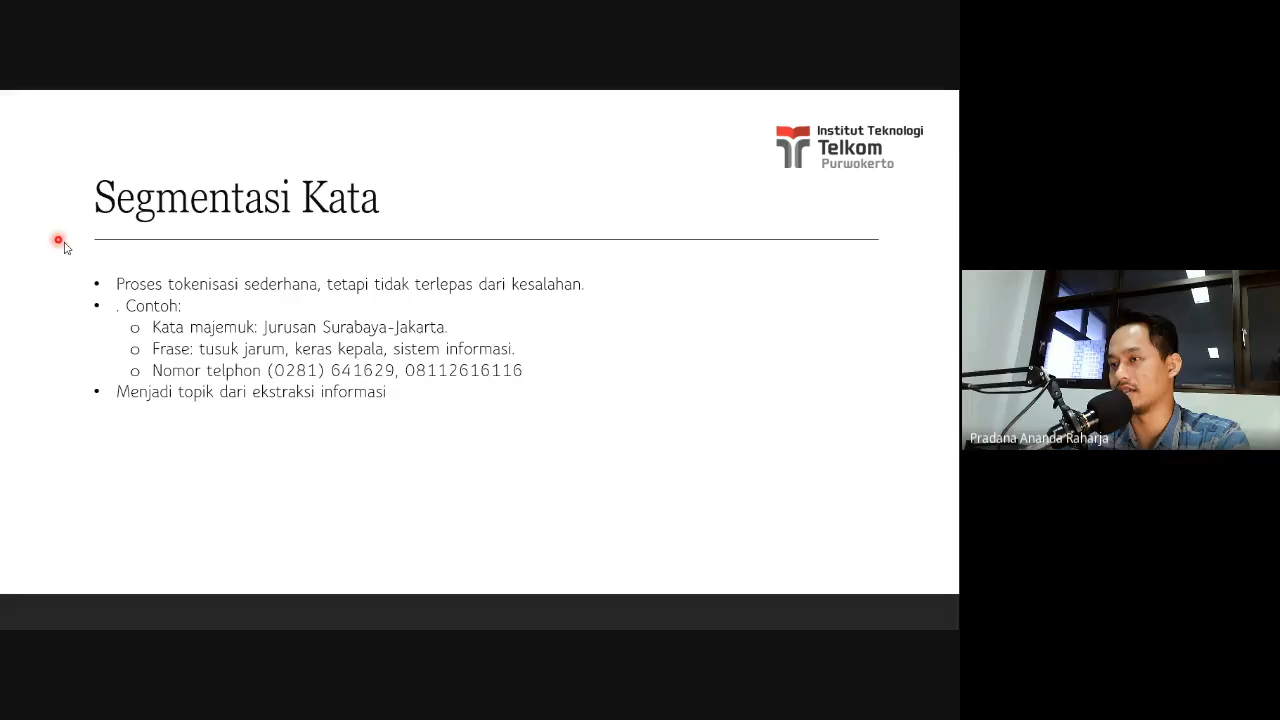 Institut Teknologi
Telkom
Purwokerto
Segmentasi Kata
• Proses tokenisasi sederhana, tetapi tidak terlepas dari kesalahan.
• . Contoh:
o Kata majemuk: Jurusan Surabaya-Jakarta.
o Frase: tusuk jarum, keras kepala, sistem informasi.
o Nomor telphon (0281) 641629, 08112616116
• Menjadi topik dari ekstraksi informasi
Pradana Ananda Raharja